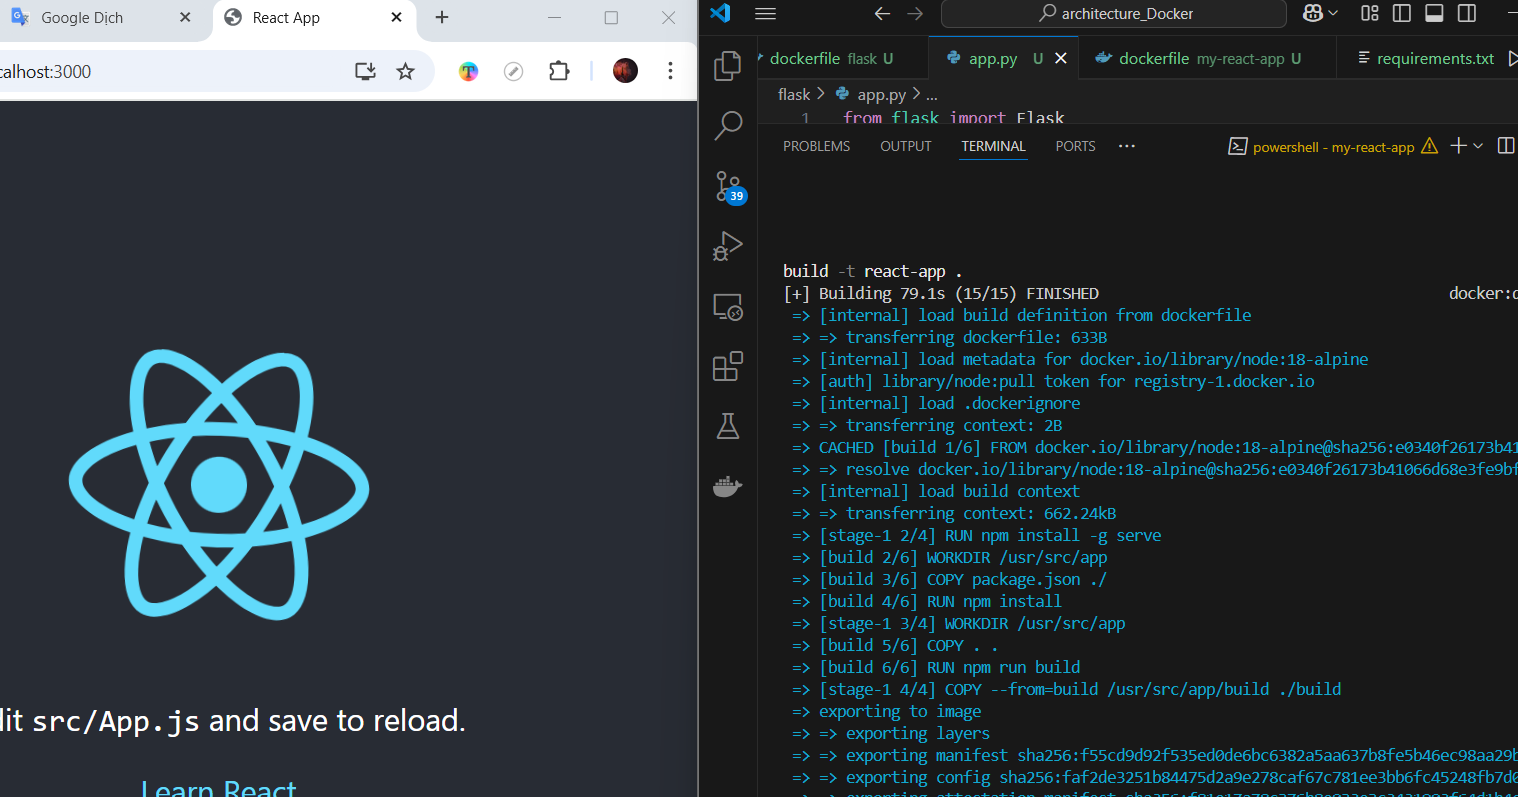 Google Dịch
React App
calhost:3000
dit src/App.js and save to reload.
Learn React
architecture_Docker
dockerfile flask U
app.py U
dockerfile my-react-app U
requirements.txt
flask > app.py > ...
1 from flask import Flask
PROBLEMS OUTPUT TERMINAL PORTS ...
powershell - my-react-app
39
build -t react-app .
[+] Building 79.1s (15/15) FINISHED docker:d
=> [internal] load build definition from dockerfile
=> => transferring dockerfile: 633B
=> [internal] load metadata for docker.io/library/node:18-alpine
=> [auth] library/node:pull token for registry-1.docker.io
=> [internal] load .dockerignore
=> => transferring context: 2B
=> CACHED [build 1/6] FROM docker.io/library/node:18-alpine@sha256:e0340f26173b41
=> => resolve docker.io/library/node:18-alpine@sha256:e0340f26173b41066d68e3fe9bf
=> [internal] load build context
=> => transferring context: 662.24kB
=> [stage-1 2/4] RUN npm install -g serve
=> [build 2/6] WORKDIR /usr/src/app
=> [build 3/6] COPY package.json ./
=> [build 4/6] RUN npm install
=> [stage-1 3/4] WORKDIR /usr/src/app
=> [build 5/6] COPY . .
=> [build 6/6] RUN npm run build
=> [stage-1 4/4] COPY --from=build /usr/src/app/build ./build
=> exporting to image
=> => exporting layers
=> => exporting manifest sha256:f55cd9d92f535ed0de6bc6382a5aa637b8fe5b46ec98aa29b
=> => exporting config sha256:faf2de3251b84475d2a9e278caf67c781ee3bb6fc45248fb7d0
=> => exporting attestation manifest